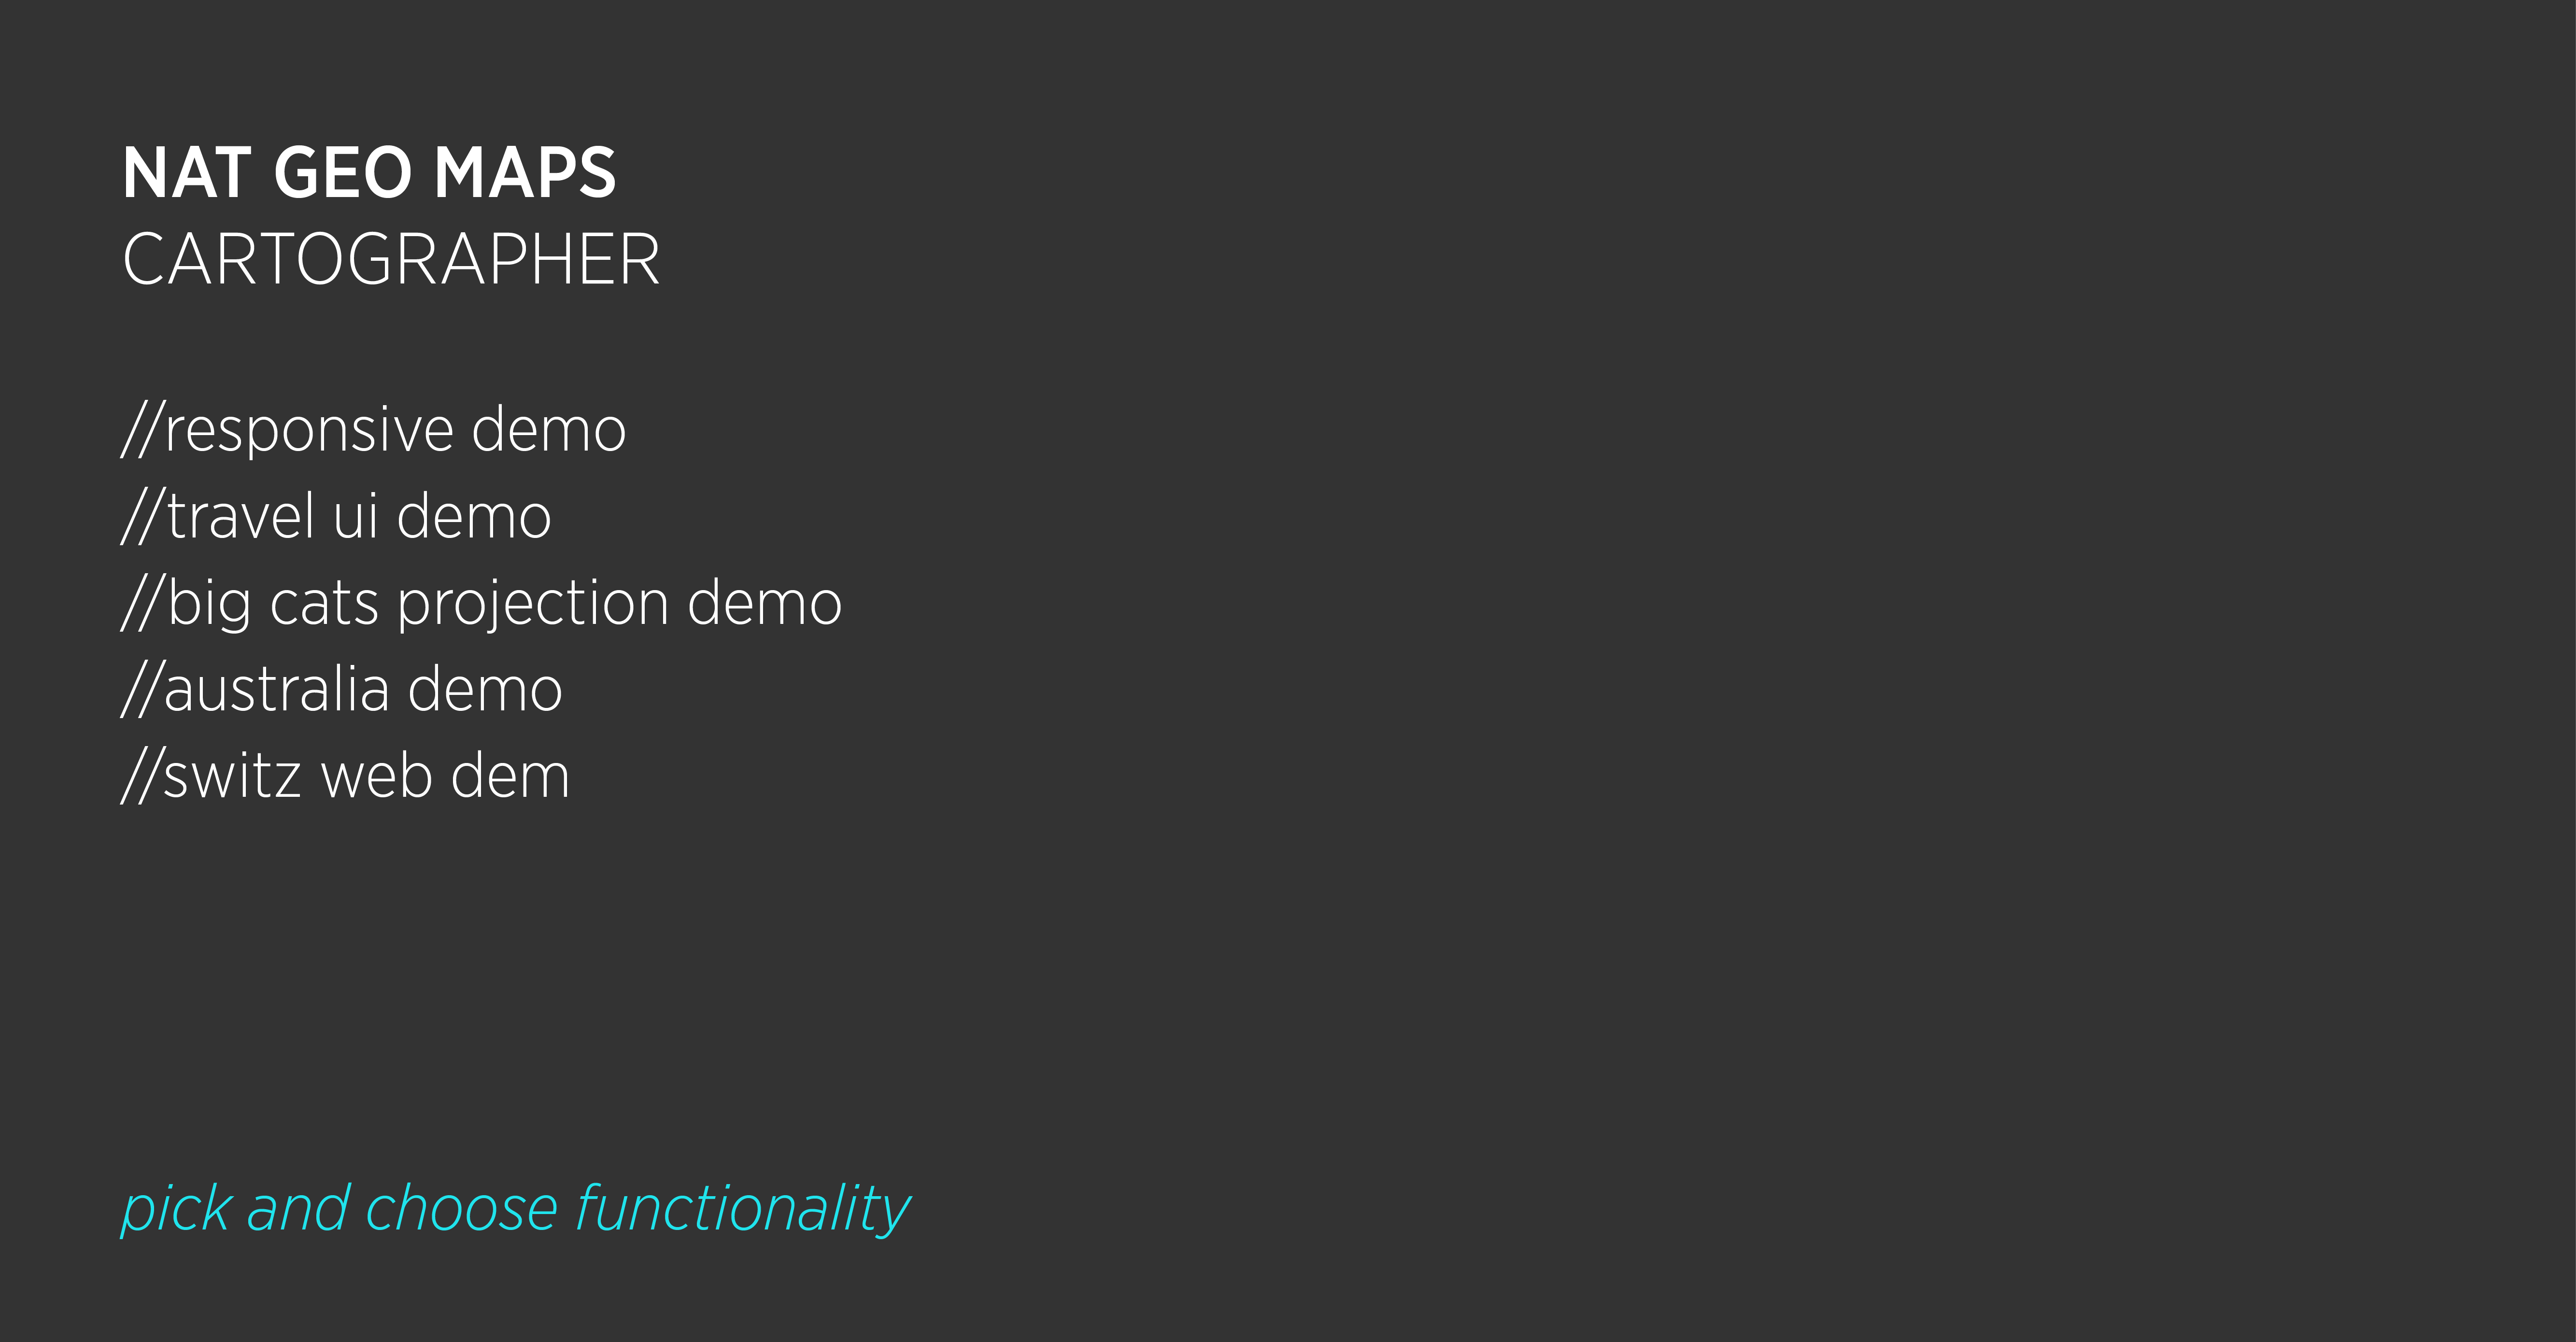 NAT GEO MAPS
CARTOGRAPHER
//responsive demo
//travel ui demo
//big cats projection demo
//australia demo
//switz web dem
pick and choose functionality